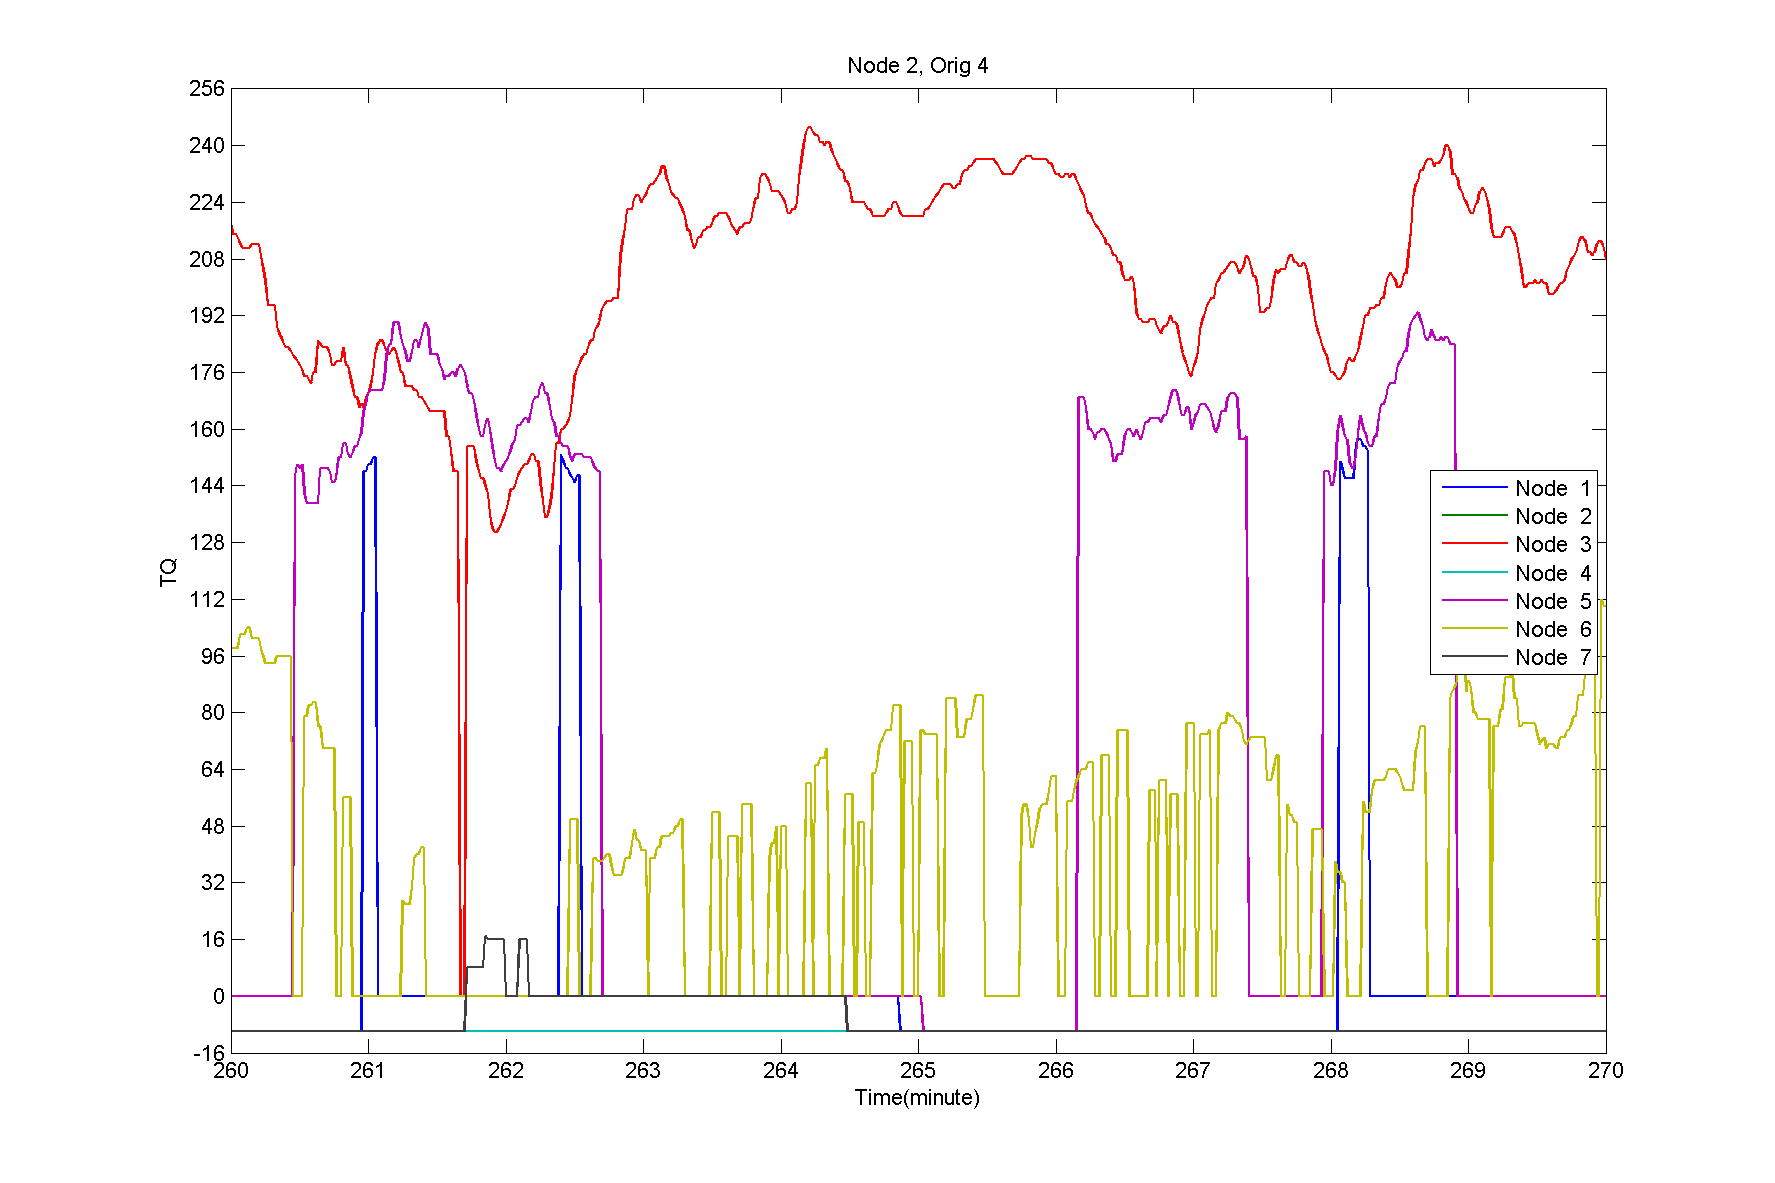 Node 2, Orig 4
256
240
224
208
192
176
160
144
128
112
96
80
64
48
32
16
0
-16
TQ
260 261 262 263 264 265 266 267 268 269 270
Time(minute)
Node 1
Node 2
Node 3
Node 4
Node 5
Node 6
Node 7